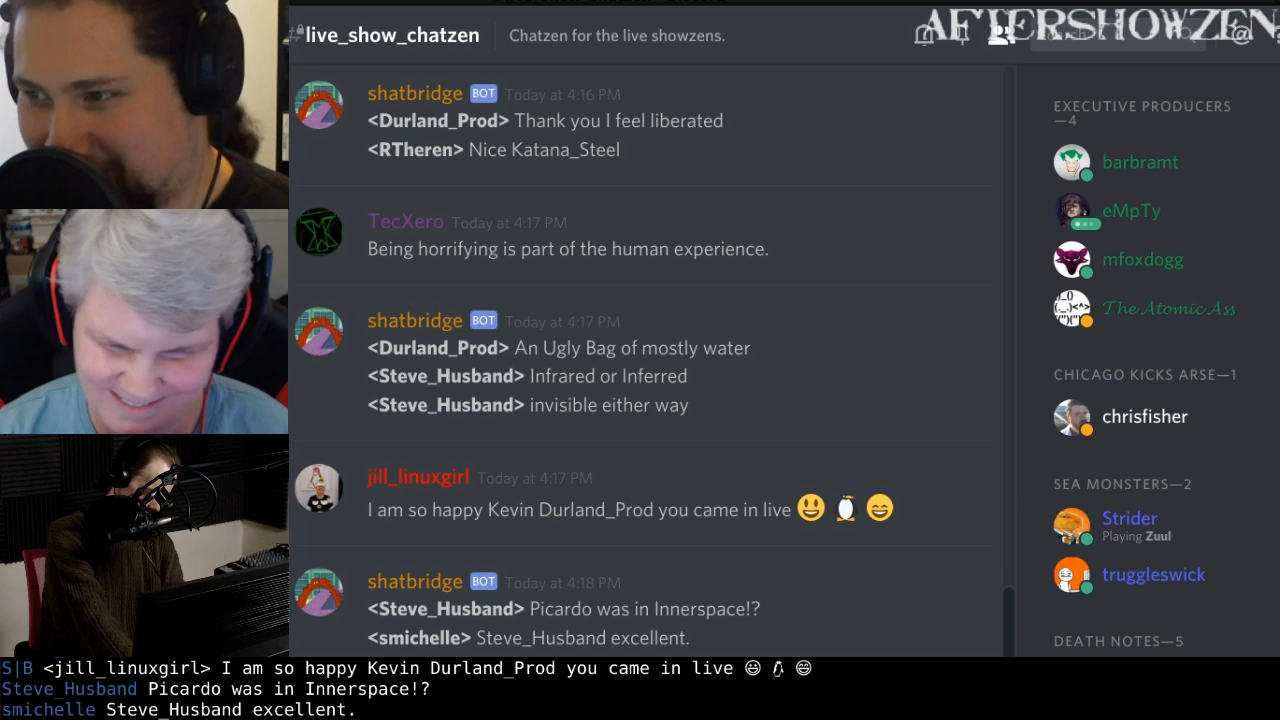 AFTERSHOWZEN
# live_show_chatzen Chatzen for the live showzens.
shatbridge BOT Today at 4:16 PM
<Durland_Prod> Thank you I feel liberated
<RTheren> Nice Katana_Steel
TecXero Today at 4:17 PM
Being horrifying is part of the human experience.
shatbridge BOT Today at 4:17 PM
<Durland_Prod> An Ugly Bag of mostly water
<Steve_Husband> Infrared or Inferred
<Steve_Husband> invisible either way
jill_linuxgirl Today at 4:17 PM
I am so happy Kevin Durland_Prod you came in live 😃 🐧 😄
shatbridge BOT Today at 4:18 PM
<Steve_Husband> Picardo was in Innerspace!?
<smichelle> Steve_Husband excellent.
EXECUTIVE PRODUCERS
—4
barbramt
eMpTy
mfoxdogg
𝒯𝒽𝑒 𝒜𝓉𝑜𝓂𝒾𝒸 𝒜𝓈𝓈
CHICAGO KICKS ARSE—1
chrisfisher
SEA MONSTERS—2
Strider
Playing Zuul
truggleswick
DEATH NOTES—5
S|B <jill_linuxgirl> I am so happy Kevin Durland_Prod you came in live 😃 🐧 😄
Steve_Husband Picardo was in Innerspace!?
smichelle Steve_Husband excellent.